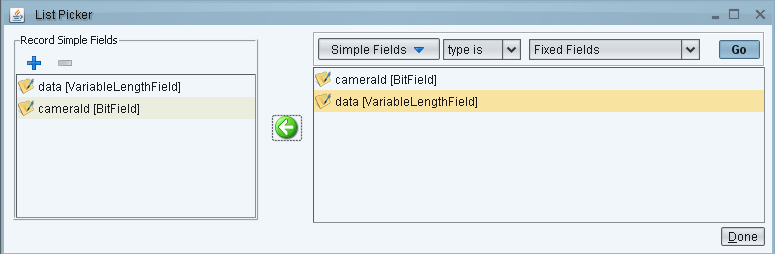 List Picker
Record Simple Fields
data [VariableLengthField]
cameraId [BitField]
Simple Fields
type is
Fixed Fields
Go
cameraId [BitField]
data [VariableLengthField]
Done